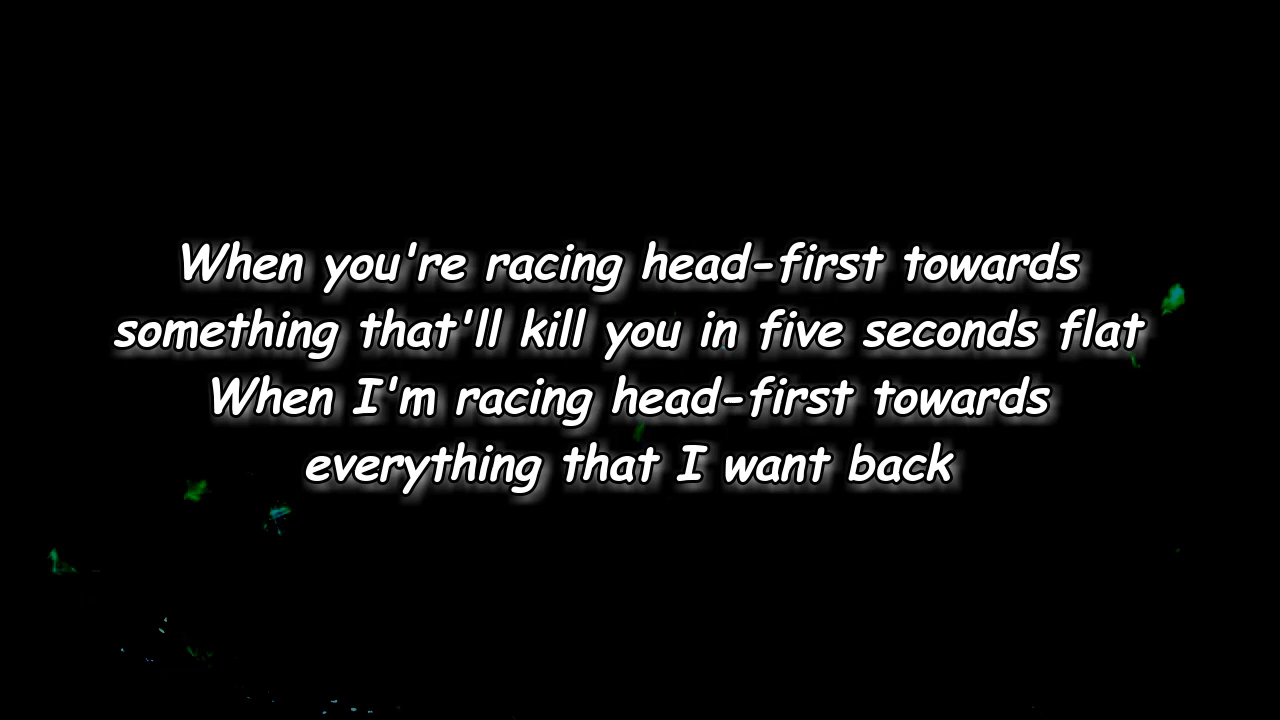 When you're racing head-first towards
something that'll kill you in five seconds flat
When I'm racing head-first towards
everything that I want back